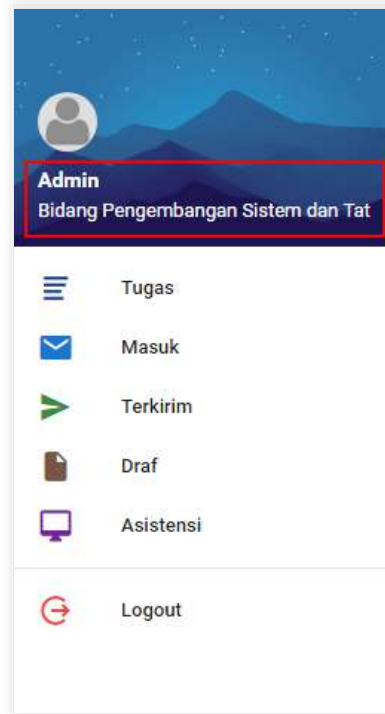 Admin
Bidang Pengembangan Sistem dan Tat
Tugas
Masuk
Terkirim
Draf
Asistensi
Logout